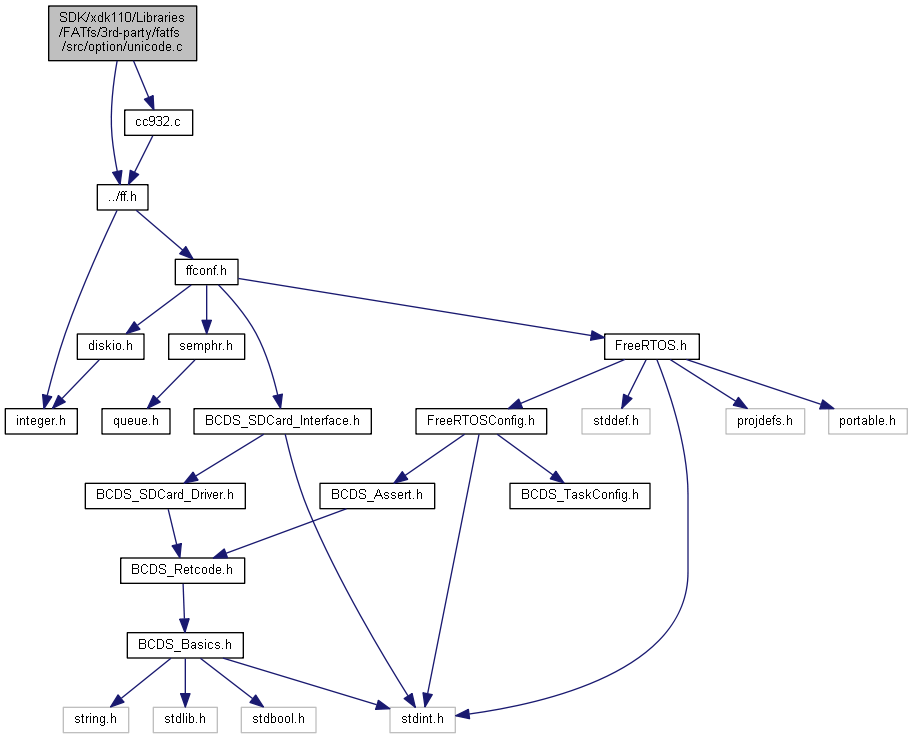 SDK/xdk110/Libraries
/FATfs/3rd-party/fatfs
/src/option/unicode.c
cc932.c
../ff.h
ffconf.h
diskio.h
semphr.h
FreeRTOS.h
integer.h
queue.h
BCDS_SDCard_Interface.h
FreeRTOSConfig.h
stddef.h
projdefs.h
portable.h
BCDS_SDCard_Driver.h
BCDS_Assert.h
BCDS_TaskConfig.h
BCDS_Retcode.h
BCDS_Basics.h
string.h
stdlib.h
stdbool.h
stdint.h